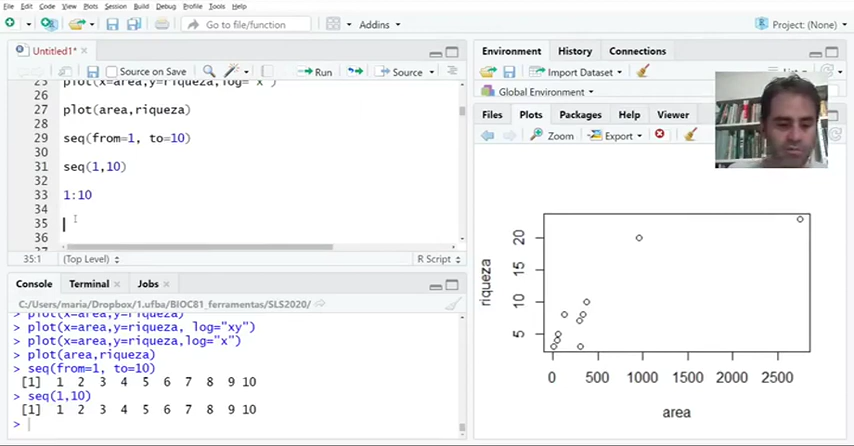 File Edit Code View Plots Session Build Debug Profile Tools Help
Go to file/function Addins Project: (None)
Untitled1*
Source on Save Run Source
25 plot(x=area,y=riqueza,log="x")
26
27 plot(area,riqueza)
28
29 seq(from=1, to=10)
30
31 seq(1,10)
32
33 1:10
34
35
36
35:1 (Top Level) R Script
Console Terminal Jobs
C:/Users/maria/Dropbox/1.ufba/BIOC81_ferramentas/SLS2020/
> plot(x=area,y=riqueza)
> plot(x=area,y=riqueza, log="xy")
> plot(x=area,y=riqueza,log="x")
> plot(area,riqueza)
> seq(from=1, to=10)
[1] 1 2 3 4 5 6 7 8 9 10
> seq(1,10)
[1] 1 2 3 4 5 6 7 8 9 10
>
Environment History Connections
Import Dataset
Global Environment
Files Plots Packages Help Viewer
Zoom Export
20
15
10
5
riqueza
0 500 1000 1500 2000 2500
area